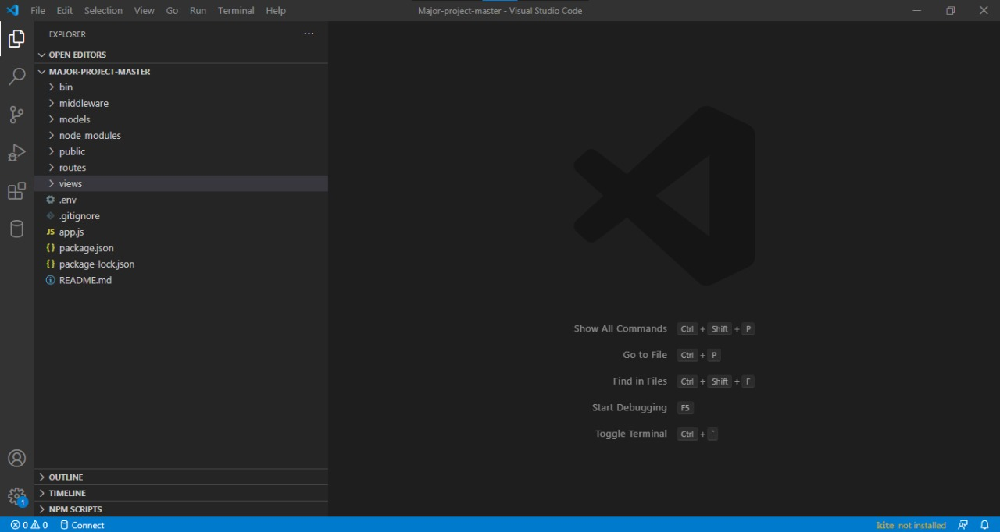 File Edit Selection View Go Run Terminal Help Major-project-master - Visual Studio Code
EXPLORER ...
OPEN EDITORS
MAJOR-PROJECT-MASTER
bin
middleware
models
node_modules
public
routes
views
.env
.gitignore
JS app.js
{} package.json
{} package-lock.json
README.md
Show All Commands Ctrl + Shift + P
Go to File Ctrl + P
Find in Files Ctrl + Shift + F
Start Debugging F5
Toggle Terminal Ctrl + `
OUTLINE
TIMELINE
1
NPM SCRIPTS
0 0 Connect kite: not installed